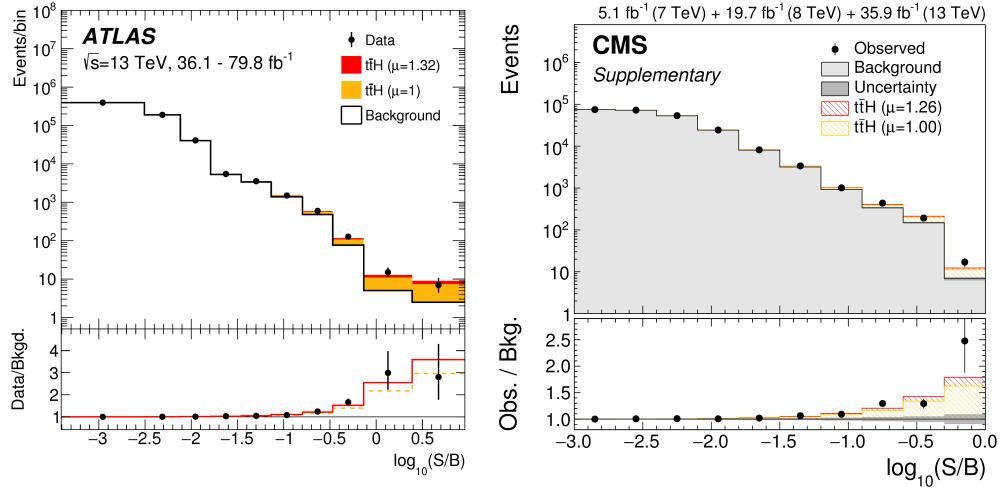 ATLAS
√s=13 TeV, 36.1 - 79.8 fb⁻¹
Data
tt̄H (μ=1.32)
tt̄H (μ=1)
Background
Events/bin
10⁸
10⁷
10⁶
10⁵
10⁴
10³
10²
10
1
Data/Bkgd.
4
3
2
1
−3 −2.5 −2 −1.5 −1 −0.5 0 0.5
log₁₀(S/B)
5.1 fb⁻¹ (7 TeV) + 19.7 fb⁻¹ (8 TeV) + 35.9 fb⁻¹ (13 TeV)
CMS
Supplementary
Observed
Background
Uncertainty
tt̄H (μ=1.26)
tt̄H (μ=1.00)
Events
10⁵
10⁴
10³
10²
10
1
Obs. / Bkg.
2.5
2.0
1.5
1.0
−3.0 −2.5 −2.0 −1.5 −1.0 −0.5 0.0
log₁₀(S/B)